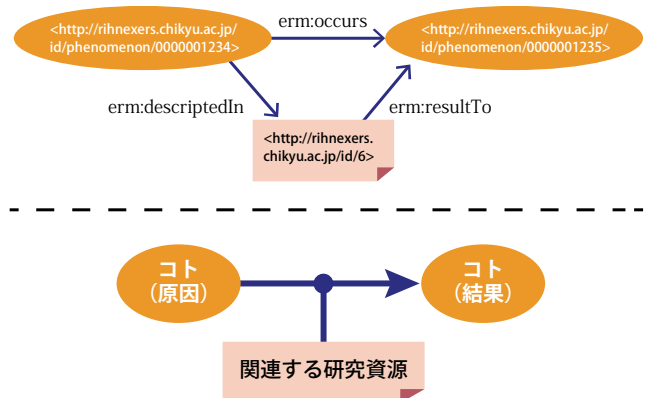 <http://rihnexers.chikyu.ac.jp/
id/phenomenon/0000001234>
erm:occurs
<http://rihnexers.chikyu.ac.jp/
id/phenomenon/0000001235>
erm:descriptedIn
erm:resultTo
<http://rihnexers.
chikyu.ac.jp/id/6>
コト
（原因）
コト
（結果）
関連する研究資源